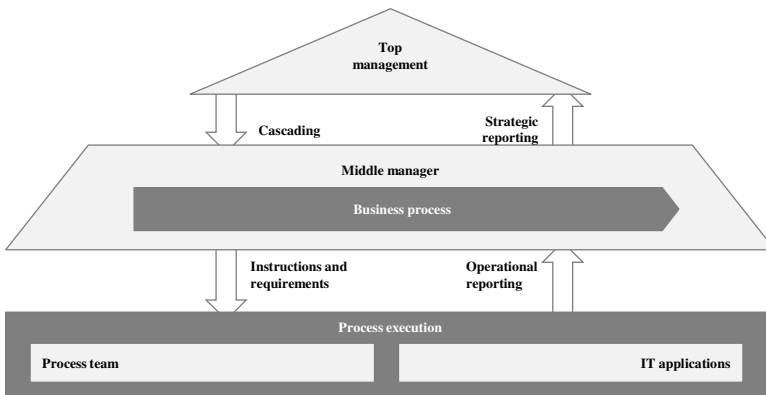 Top
management
Cascading
Strategic
reporting
Middle manager
Business process
Instructions and
requirements
Operational
reporting
Process execution
Process team
IT applications